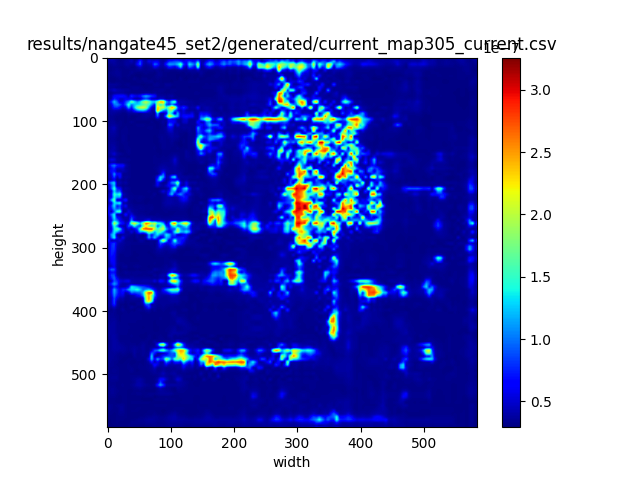 results/nangate45_set2/generated/current_map305_current.csv
1e−7
0
100
200
300
400
500
height
0 100 200 300 400 500
width
3.0
2.5
2.0
1.5
1.0
0.5